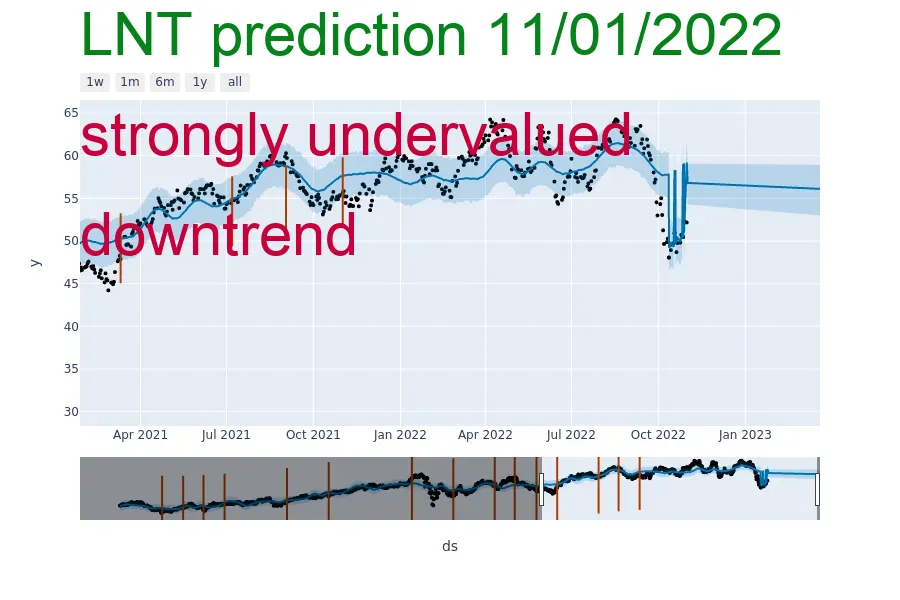 LNT prediction 11/01/2022
1w 1m 6m 1y all
strongly undervalued
downtrend
65
60
55
50
45
40
35
30
y
Apr 2021 Jul 2021 Oct 2021 Jan 2022 Apr 2022 Jul 2022 Oct 2022 Jan 2023
ds